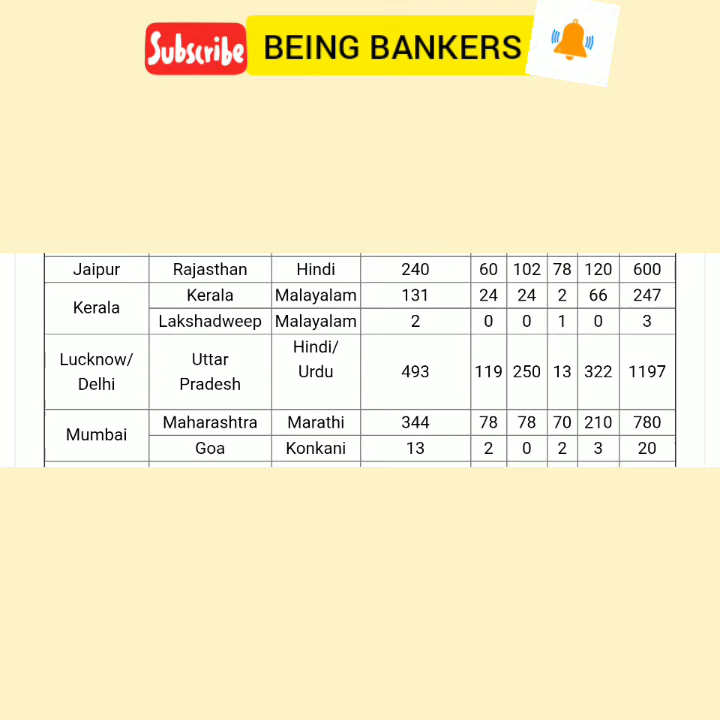 Subscribe BEING BANKERS
Jaipur Rajasthan Hindi 240 60 102 78 120 600
Kerala Kerala Malayalam 131 24 24 2 66 247
Lakshadweep Malayalam 2 0 0 1 0 3
Lucknow/ Delhi Uttar Pradesh Hindi/ Urdu 493 119 250 13 322 1197
Mumbai Maharashtra Marathi 344 78 78 70 210 780
Goa Konkani 13 2 0 2 3 20